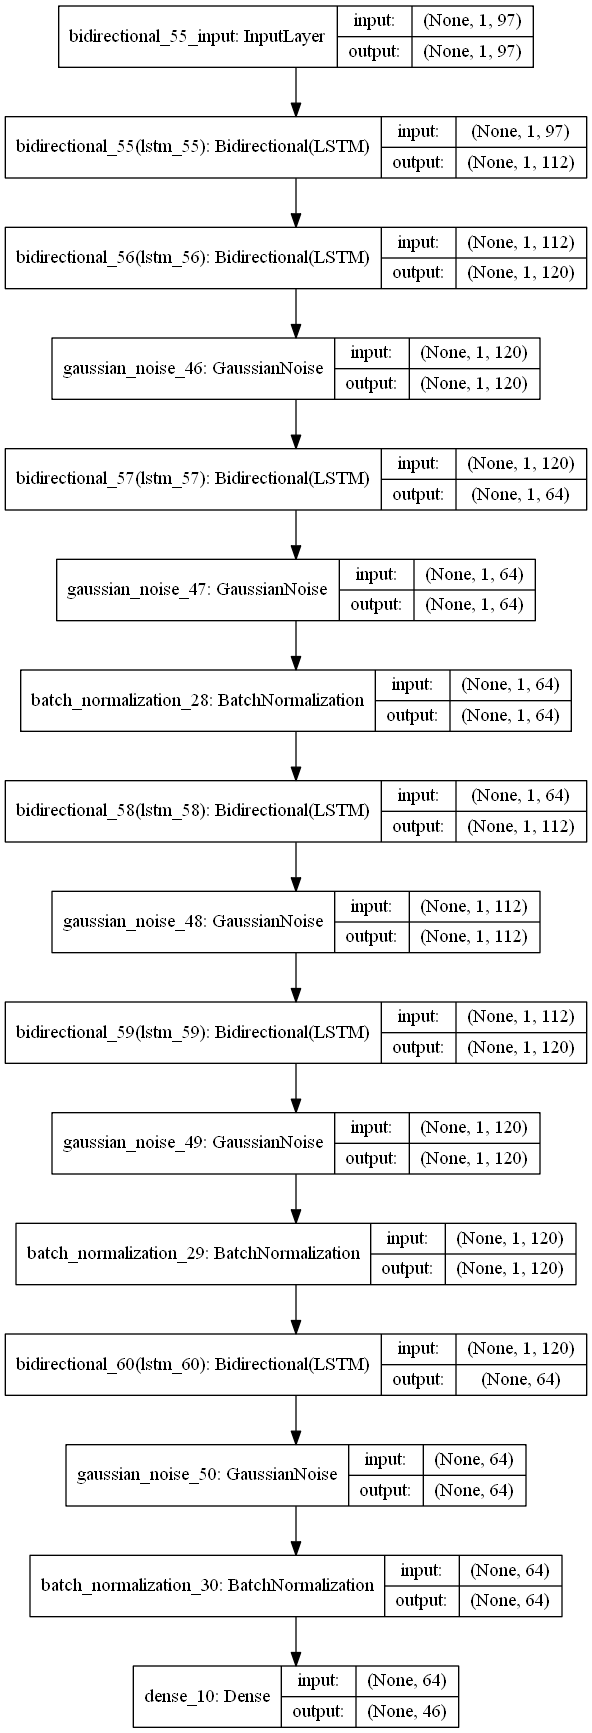 bidirectional_55_input: InputLayer
input: (None, 1, 97)
output: (None, 1, 97)
bidirectional_55(lstm_55): Bidirectional(LSTM)
input: (None, 1, 97)
output: (None, 1, 112)
bidirectional_56(lstm_56): Bidirectional(LSTM)
input: (None, 1, 112)
output: (None, 1, 120)
gaussian_noise_46: GaussianNoise
input: (None, 1, 120)
output: (None, 1, 120)
bidirectional_57(lstm_57): Bidirectional(LSTM)
input: (None, 1, 120)
output: (None, 1, 64)
gaussian_noise_47: GaussianNoise
input: (None, 1, 64)
output: (None, 1, 64)
batch_normalization_28: BatchNormalization
input: (None, 1, 64)
output: (None, 1, 64)
bidirectional_58(lstm_58): Bidirectional(LSTM)
input: (None, 1, 64)
output: (None, 1, 112)
gaussian_noise_48: GaussianNoise
input: (None, 1, 112)
output: (None, 1, 112)
bidirectional_59(lstm_59): Bidirectional(LSTM)
input: (None, 1, 112)
output: (None, 1, 120)
gaussian_noise_49: GaussianNoise
input: (None, 1, 120)
output: (None, 1, 120)
batch_normalization_29: BatchNormalization
input: (None, 1, 120)
output: (None, 1, 120)
bidirectional_60(lstm_60): Bidirectional(LSTM)
input: (None, 1, 120)
output: (None, 64)
gaussian_noise_50: GaussianNoise
input: (None, 64)
output: (None, 64)
batch_normalization_30: BatchNormalization
input: (None, 64)
output: (None, 64)
dense_10: Dense
input: (None, 64)
output: (None, 46)